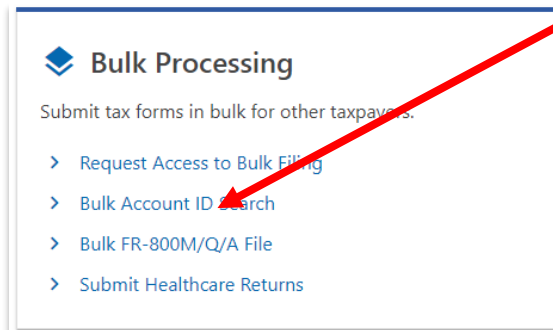 Bulk Processing
Submit tax forms in bulk for other taxpayers.
Request Access to Bulk Filing
Bulk Account ID Search
Bulk FR-800M/Q/A File
Submit Healthcare Returns